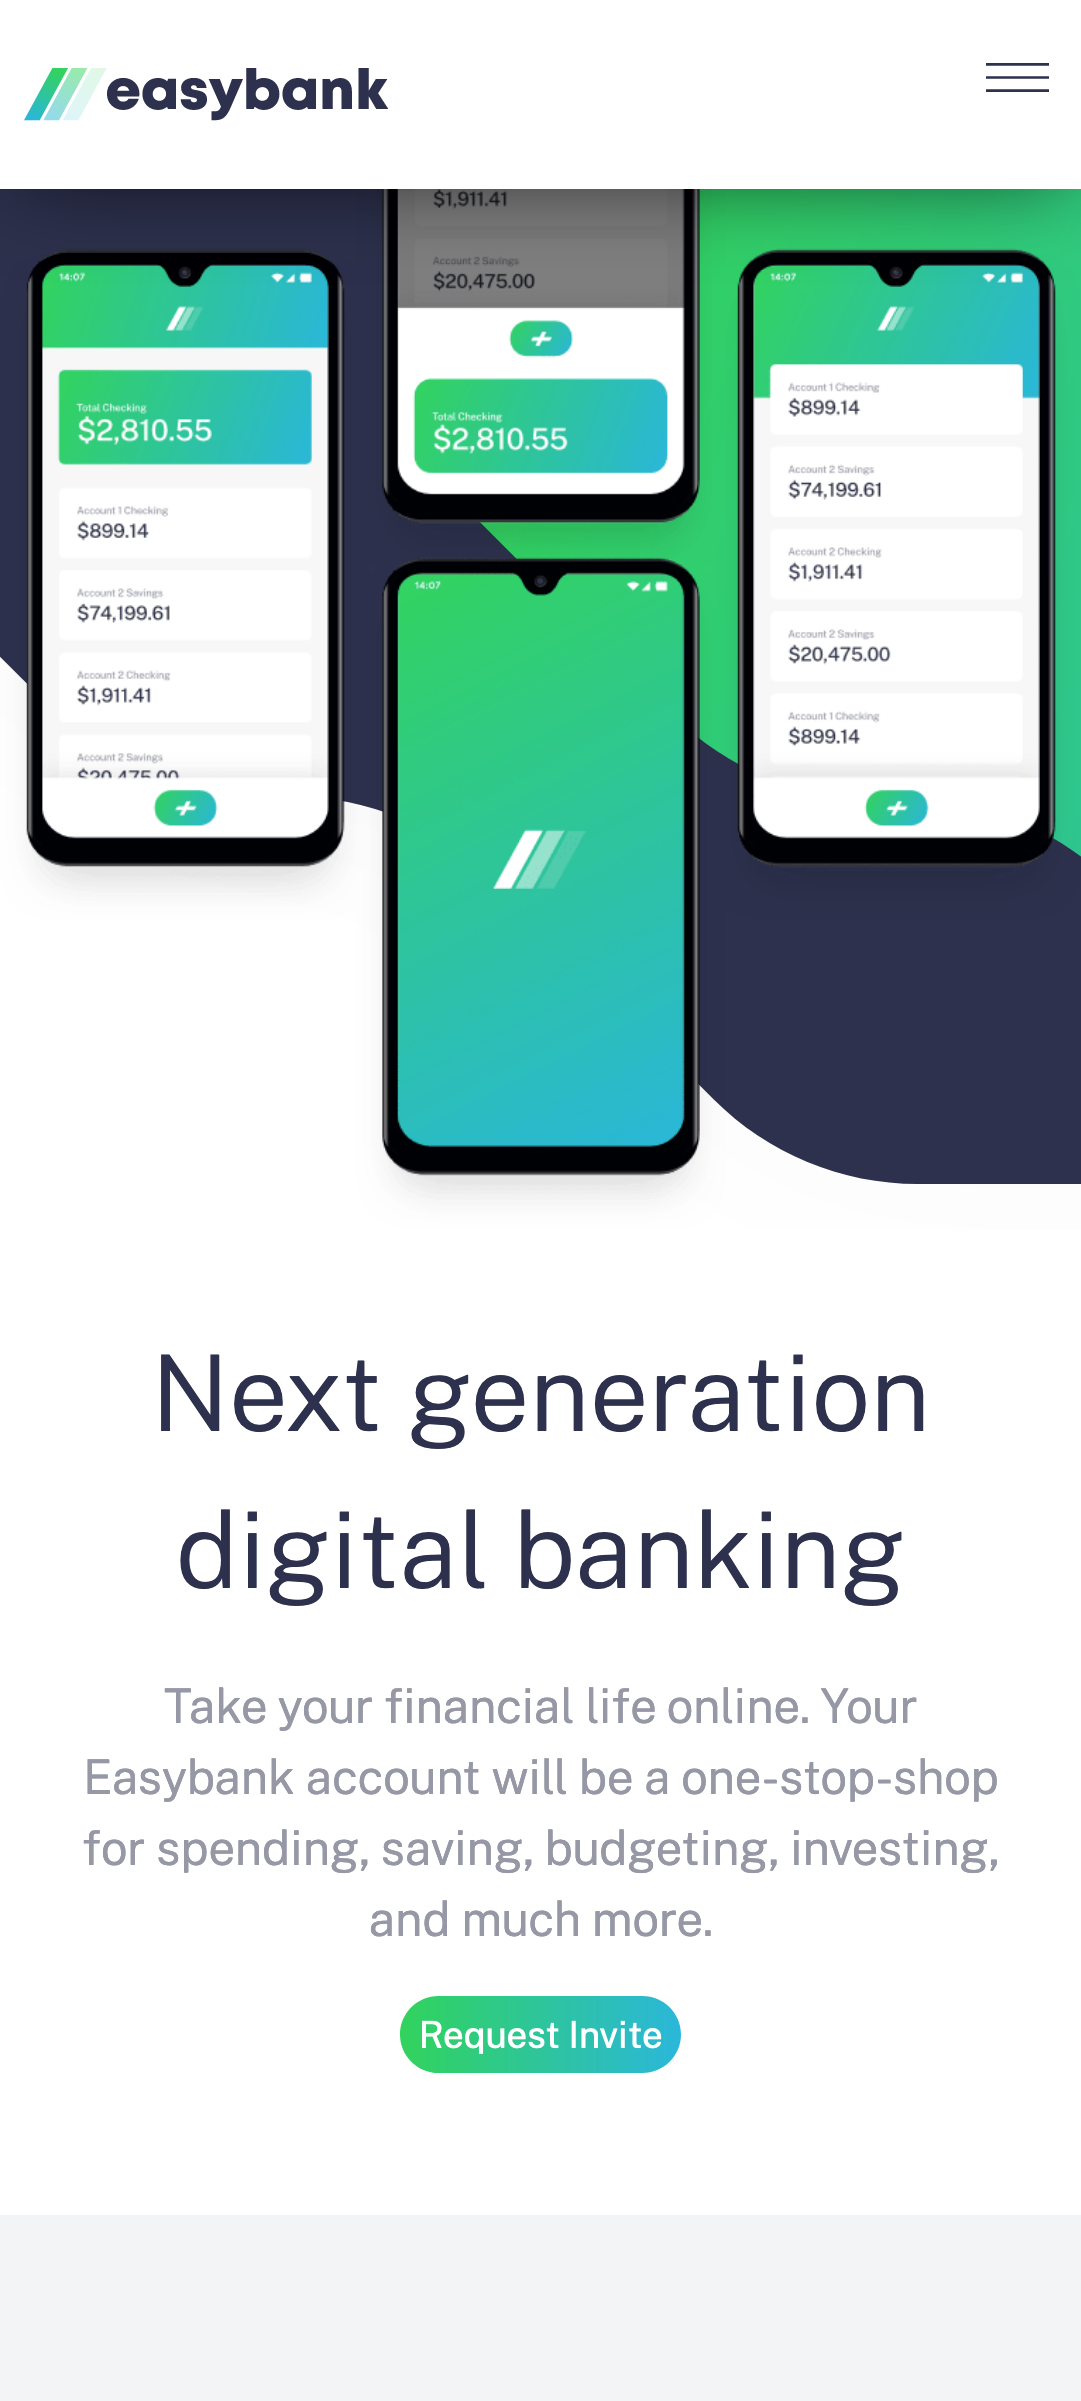 easybank
$1,911.41
Account 2 Savings
$20,475.00
Total Checking
$2,810.55
14:07
Total Checking
$2,810.55
Account 1 Checking
$899.14
Account 2 Savings
$74,199.61
Account 2 Checking
$1,911.41
Account 2 Savings
$20,475.00
14:07
Account 1 Checking
$899.14
Account 2 Savings
$74,199.61
Account 2 Checking
$1,911.41
Account 2 Savings
$20,475.00
Account 1 Checking
$899.14
14:07
Next generation
digital banking
Take your financial life online. Your
Easybank account will be a one-stop-shop
for spending, saving, budgeting, investing,
and much more.
Request Invite